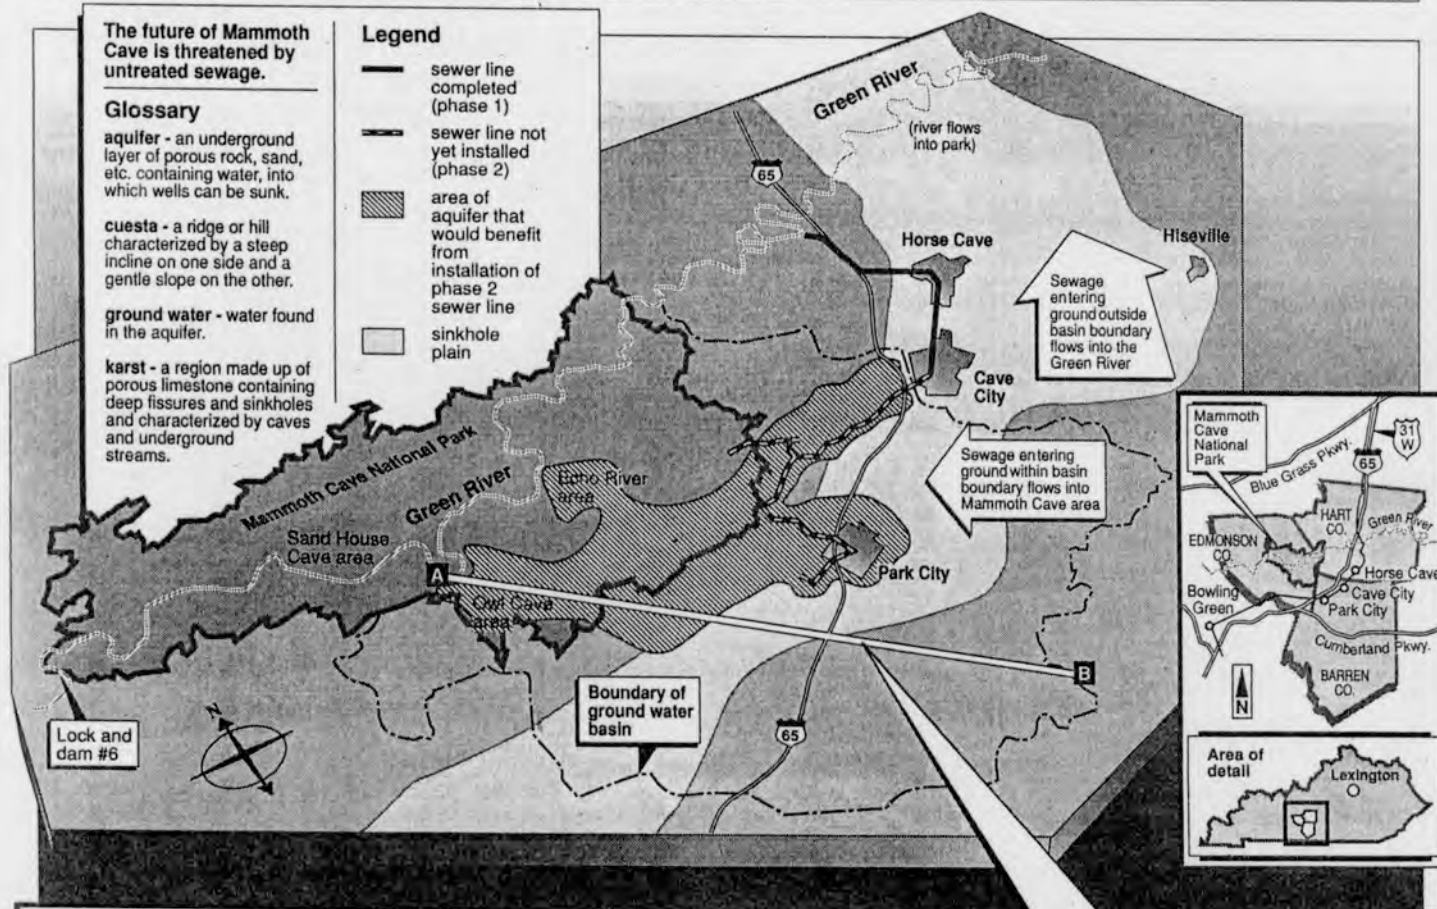 The future of Mammoth
Cave is threatened by
untreated sewage.
Glossary
aquifer - an underground
layer of porous rock, sand,
etc. containing water, into
which wells can be sunk.
cuesta - a ridge or hill
characterized by a steep
incline on one side and a
gentle slope on the other.
ground water - water found
in the aquifer.
karst - a region made up of
porous limestone containing
deep fissures and sinkholes
and characterized by caves
and underground
streams.
Legend
sewer line
completed
(phase 1)
sewer line not
yet installed
(phase 2)
area of
aquifer that
would benefit
from
installation of
phase 2
sewer line
sinkhole
plain
Green River
(river flows
into park)
65
Horse Cave
Hiseville
Sewage
entering
ground outside
basin boundary
flows into the
Green River
Cave
City
Sewage entering
ground within basin
boundary flows into
Mammoth Cave area
Mammoth Cave National Park
Green River
Echo River
area
Sand House
Cave area
A
Owl Cave
area
Park City
B
Boundary of
ground water
basin
65
Lock and
dam #6
N
Mammoth
Cave
National
Park
31
W
65
Blue Grass Pkwy.
HART
CO.
Green River
EDMONSON
CO.
Horse Cave
Cave City
Park City
Bowling
Green
Cumberland Pkwy.
BARREN
CO.
N
Area of
detail
Lexington